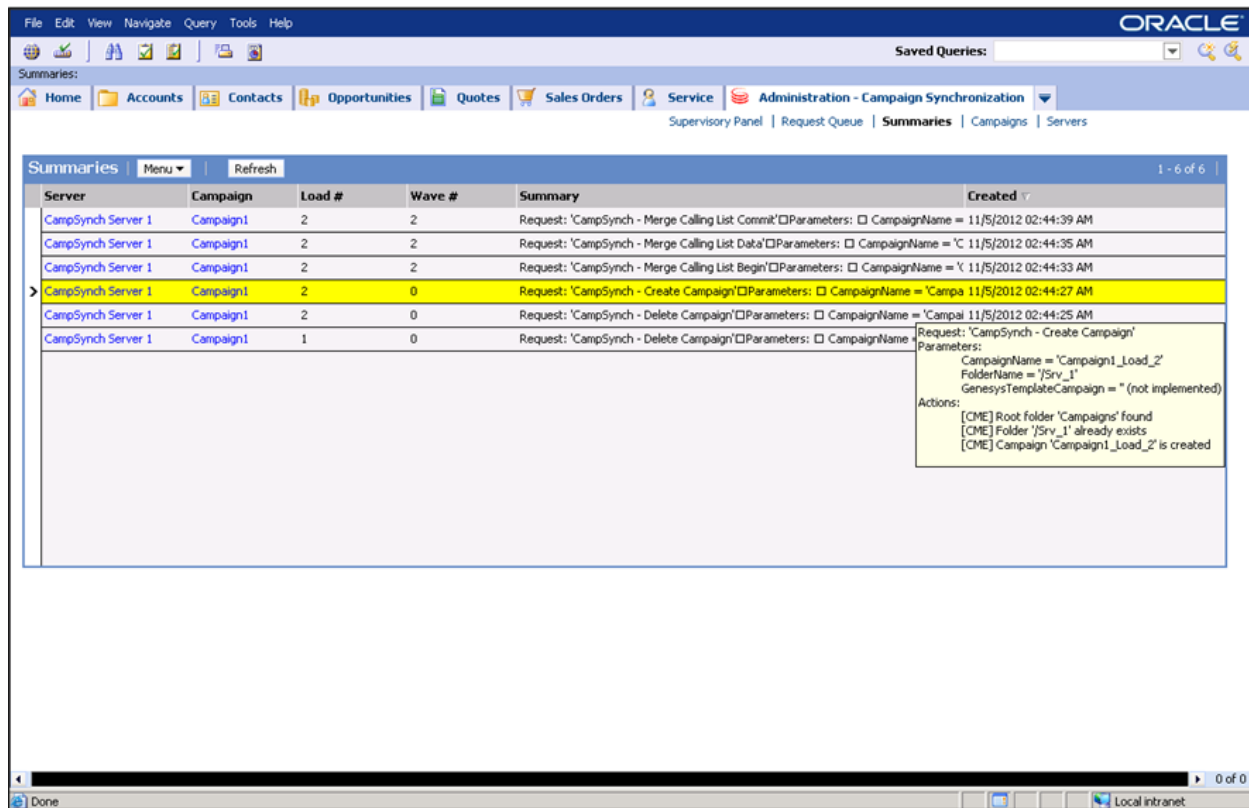 File Edit View Navigate Query Tools Help
ORACLE
Saved Queries:
Summaries:
Home Accounts Contacts Opportunities Quotes Sales Orders Service Administration - Campaign Synchronization
Supervisory Panel | Request Queue | Summaries | Campaigns | Servers
Summaries | Menu | Refresh 1 - 6 of 6
Server Campaign Load # Wave # Summary Created
CampSynch Server 1 Campaign1 2 2 Request: 'CampSynch - Merge Calling List Commit'□Parameters: □ CampaignName = 11/5/2012 02:44:39 AM
CampSynch Server 1 Campaign1 2 2 Request: 'CampSynch - Merge Calling List Data'□Parameters: □ CampaignName = 'C 11/5/2012 02:44:35 AM
CampSynch Server 1 Campaign1 2 2 Request: 'CampSynch - Merge Calling List Begin'□Parameters: □ CampaignName = '( 11/5/2012 02:44:33 AM
CampSynch Server 1 Campaign1 2 0 Request: 'CampSynch - Create Campaign'□Parameters: □ CampaignName = 'Campa 11/5/2012 02:44:27 AM
CampSynch Server 1 Campaign1 2 0 Request: 'CampSynch - Delete Campaign'□Parameters: □ CampaignName = 'Campai 11/5/2012 02:44:25 AM
CampSynch Server 1 Campaign1 1 0 Request: 'CampSynch - Delete Campaign'□Parameters: □ CampaignName
Request: 'CampSynch - Create Campaign'
Parameters:
CampaignName = 'Campaign1_Load_2'
FolderName = '/Srv_1'
GenesysTemplateCampaign = '' (not implemented)
Actions:
[CME] Root folder 'Campaigns' found
[CME] Folder '/Srv_1' already exists
[CME] Campaign 'Campaign1_Load_2' is created
0 of 0
Done
Local intranet